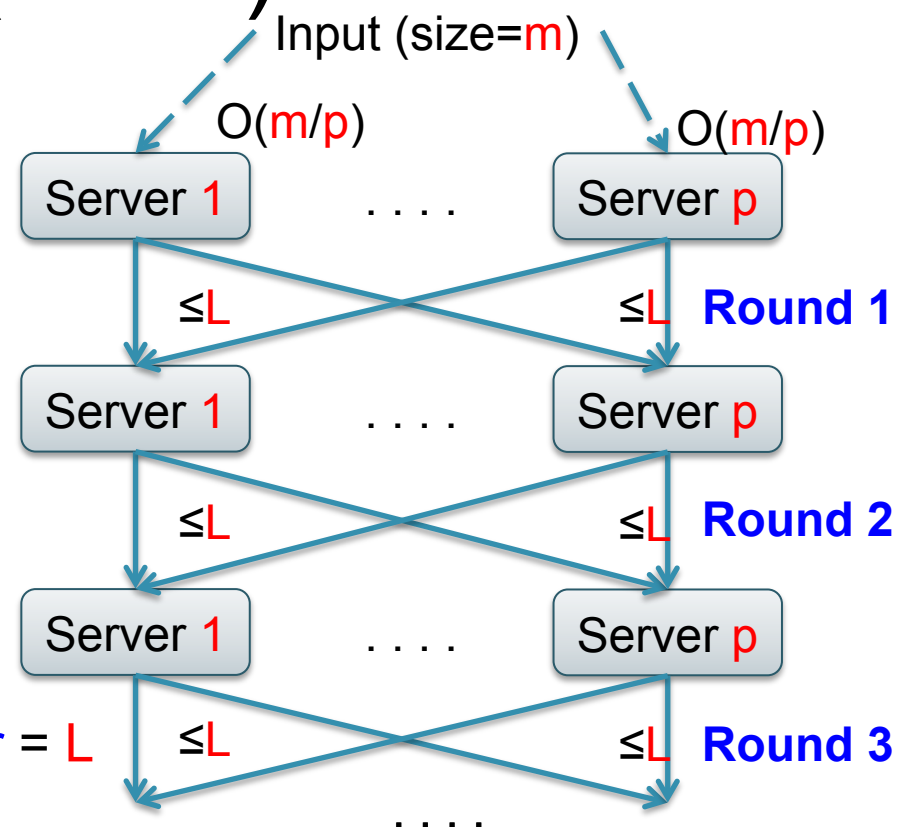 )
Input (size=m)
O(m/p) O(m/p)
Server 1 . . . . Server p
≤L ≤L Round 1
Server 1 . . . . Server p
≤L ≤L Round 2
Server 1 . . . . Server p
r = L ≤L ≤L Round 3
. . . .